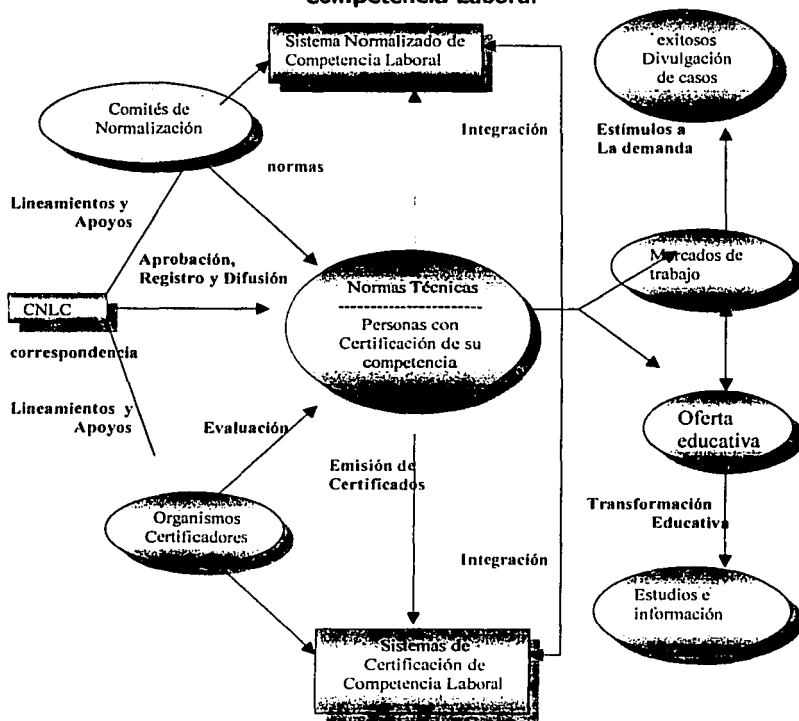 Competencia Laboral
Sistema Normalizado de
Competencia Laboral
exitosos
Divulgación
de casos
Comités de
Normalización
Integración
Estímulos a
La demanda
normas
Lineamientos y
Apoyos
Aprobación,
Registro y Difusión
Mercados de
trabajo
Normas Técnicas
Personas con
Certificación de su
competencia
CNLC
correspondencia
Lineamientos y
Apoyos
Evaluación
Oferta
educativa
Emisión de
Certificados
Transformación
Educativa
Organismos
Certificadores
Integración
Estudios e
información
Sistemas de
Certificación de
Competencia Laboral